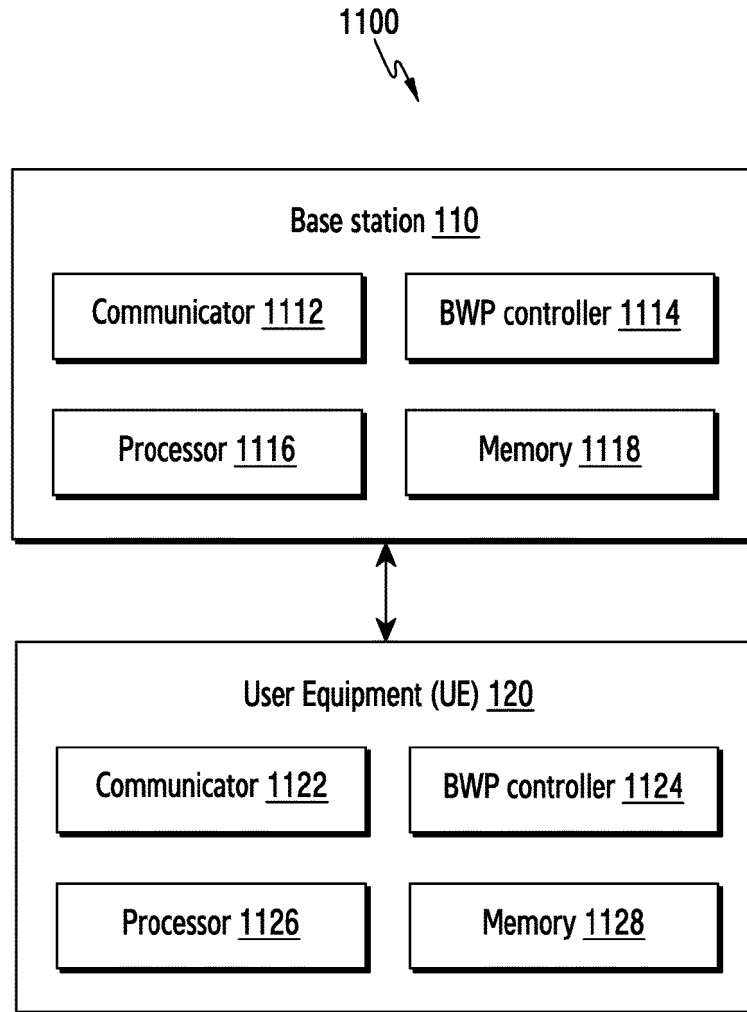 1100
Base station 110
Communicator 1112
BWP controller 1114
Processor 1116
Memory 1118
User Equipment (UE) 120
Communicator 1122
BWP controller 1124
Processor 1126
Memory 1128